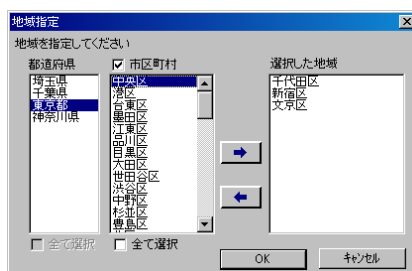 地域指定
地域を指定してください
都道府県
埼玉県
千葉県
東京都
神奈川県
全て選択
市区町村
中央区
港区
台東区
墨田区
江東区
品川区
目黒区
大田区
世田谷区
渋谷区
中野区
杉並区
豊島区
全て選択
選択した地域
千代田区
新宿区
文京区
OK
キャンセル